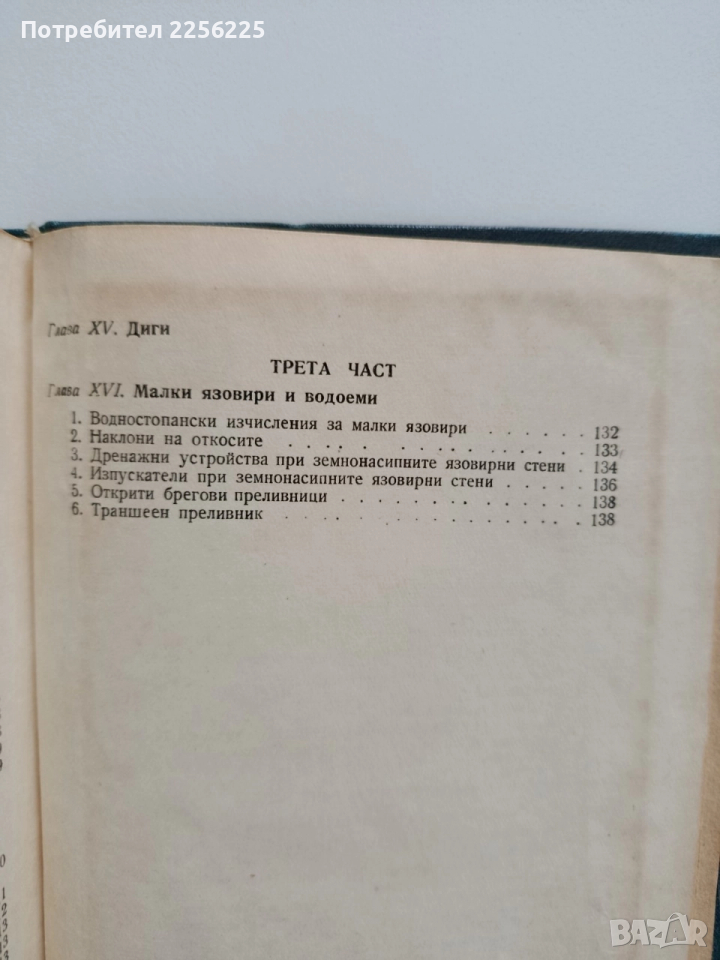 Потребител 2256225
Глава XV. Диги
ТРЕТА ЧАСТ
Глава XVI. Малки язовири и водоеми
1. Водностопански изчисления за малки язовири . . . . . . 132
2. Наклони на откосите . . . . . . . . . . . . 133
3. Дренажни устройства при земнонасипните язовирни стени . 134
4. Изпускатели при земнонасипните язовирни стени . . . . . 136
5. Открити брегови преливници . . . . . . . . . . . 138
6. Траншеен преливник . . . . . . . . . . . . . 138
BAZAR